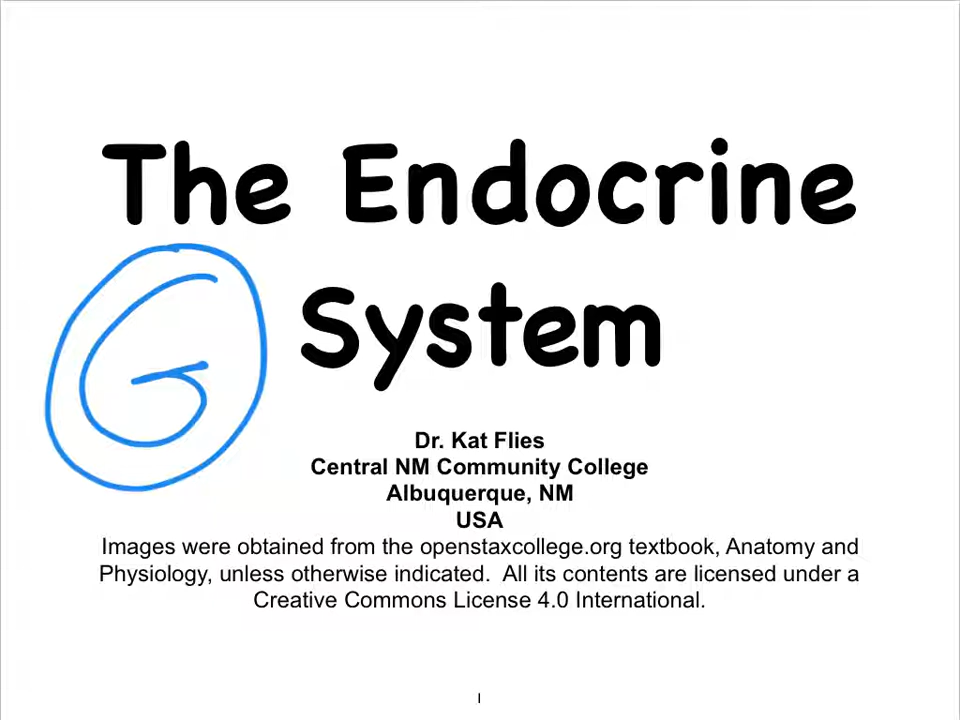 The Endocrine
System
G
Dr. Kat Flies
Central NM Community College
Albuquerque, NM
USA
Images were obtained from the openstaxcollege.org textbook, Anatomy and
Physiology, unless otherwise indicated.  All its contents are licensed under a
Creative Commons License 4.0 International.
1